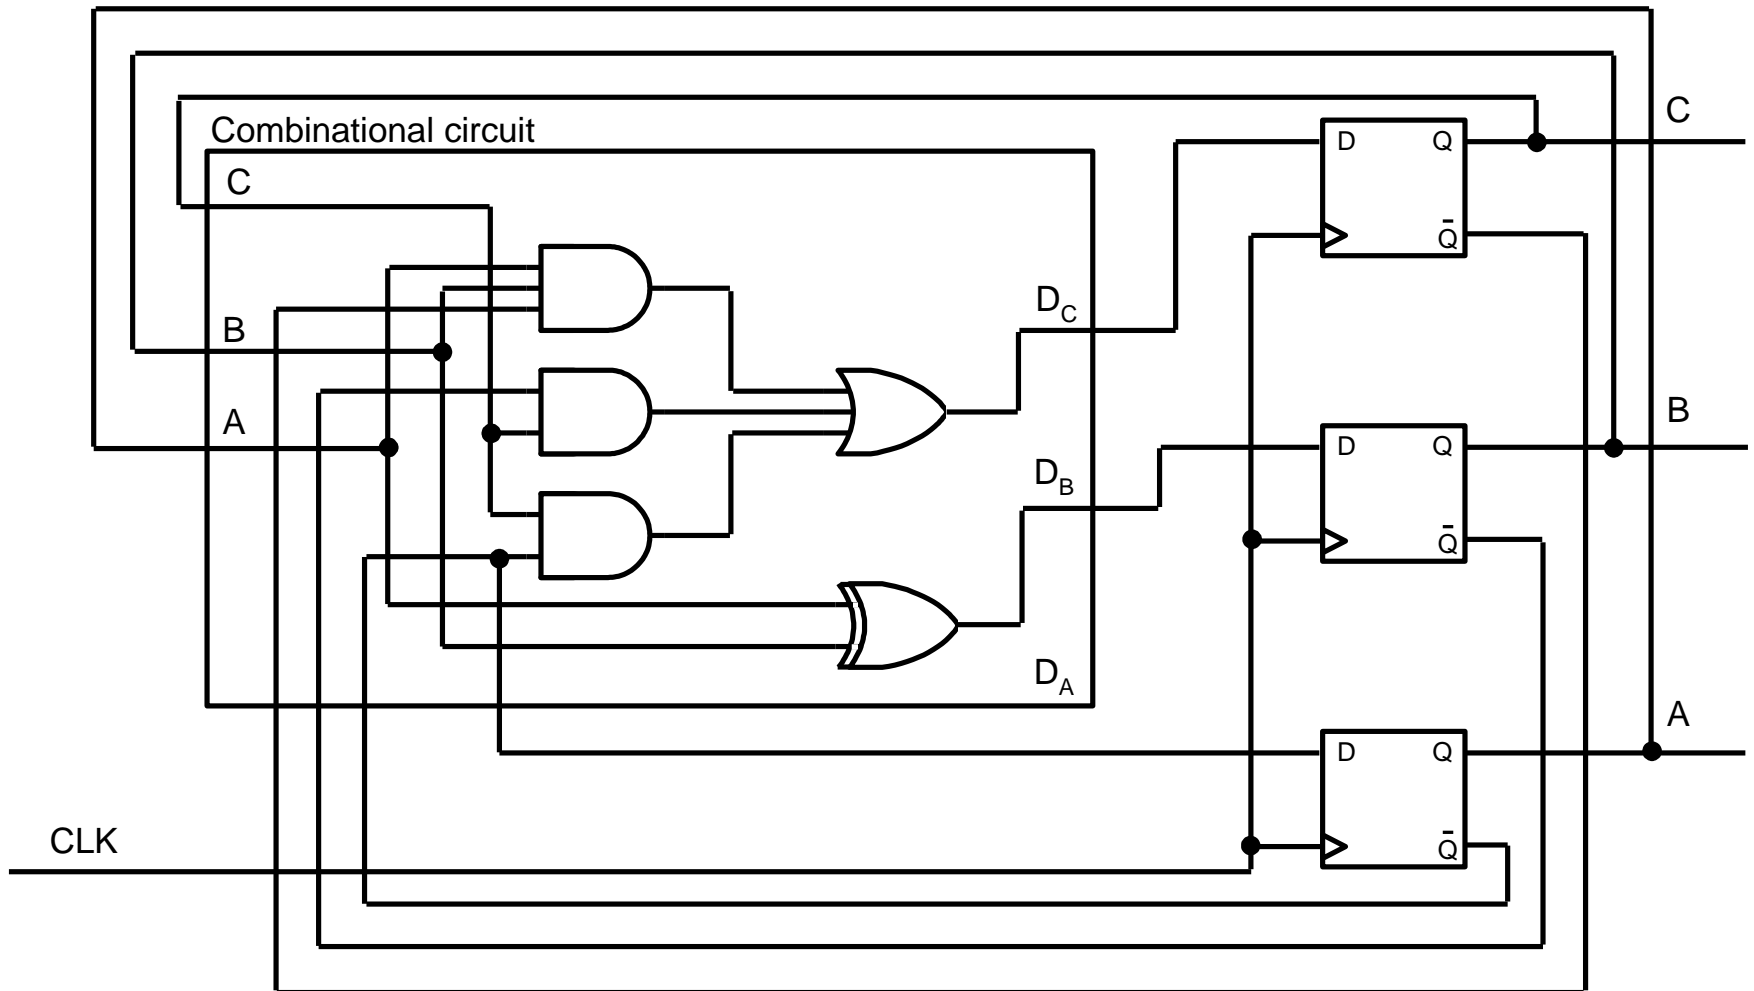 C
Combinational circuit
D Q
C
Q̅
D_C
B
A
B
D Q
D_B
Q̅
D_A
A
D Q
CLK
Q̅